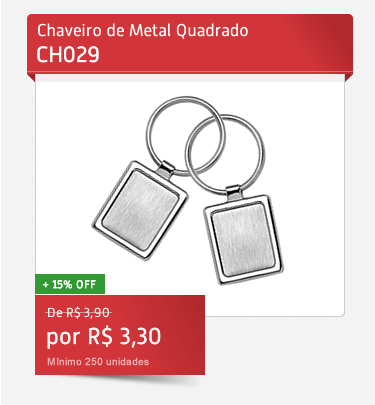 Chaveiro de Metal Quadrado
CH029
+ 15% OFF
De R$ 3,90
por R$ 3,30
Mínimo 250 unidades